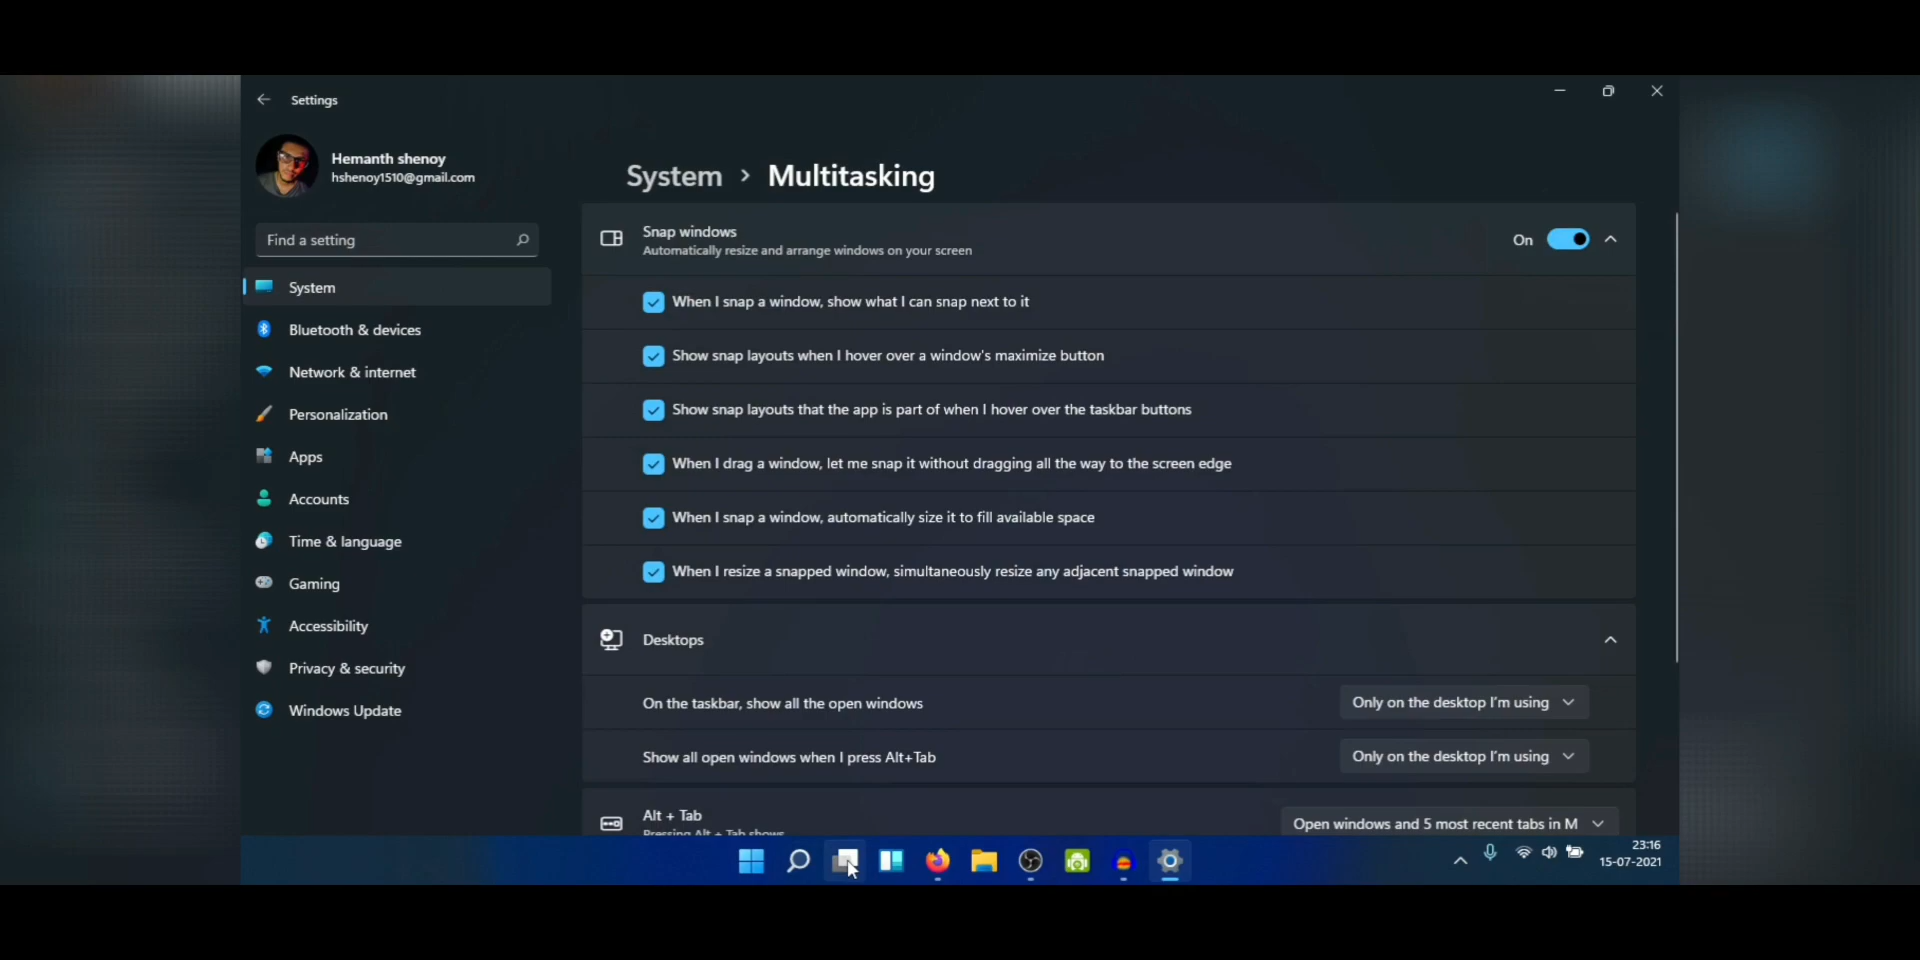 Settings
Hemanth shenoy
hshenoy1510@gmail.com
Find a setting
System
Bluetooth & devices
Network & internet
Personalization
Apps
Accounts
Time & language
Gaming
Accessibility
Privacy & security
Windows Update
System > Multitasking
Snap windows
Automatically resize and arrange windows on your screen
On
When I snap a window, show what I can snap next to it
Show snap layouts when I hover over a window's maximize button
Show snap layouts that the app is part of when I hover over the taskbar buttons
When I drag a window, let me snap it without dragging all the way to the screen edge
When I snap a window, automatically size it to fill available space
When I resize a snapped window, simultaneously resize any adjacent snapped window
Desktops
On the taskbar, show all the open windows
Only on the desktop I'm using
Show all open windows when I press Alt+Tab
Only on the desktop I'm using
Alt + Tab
Pressing Alt + Tab shows
Open windows and 5 most recent tabs in M
23:16
15-07-2021